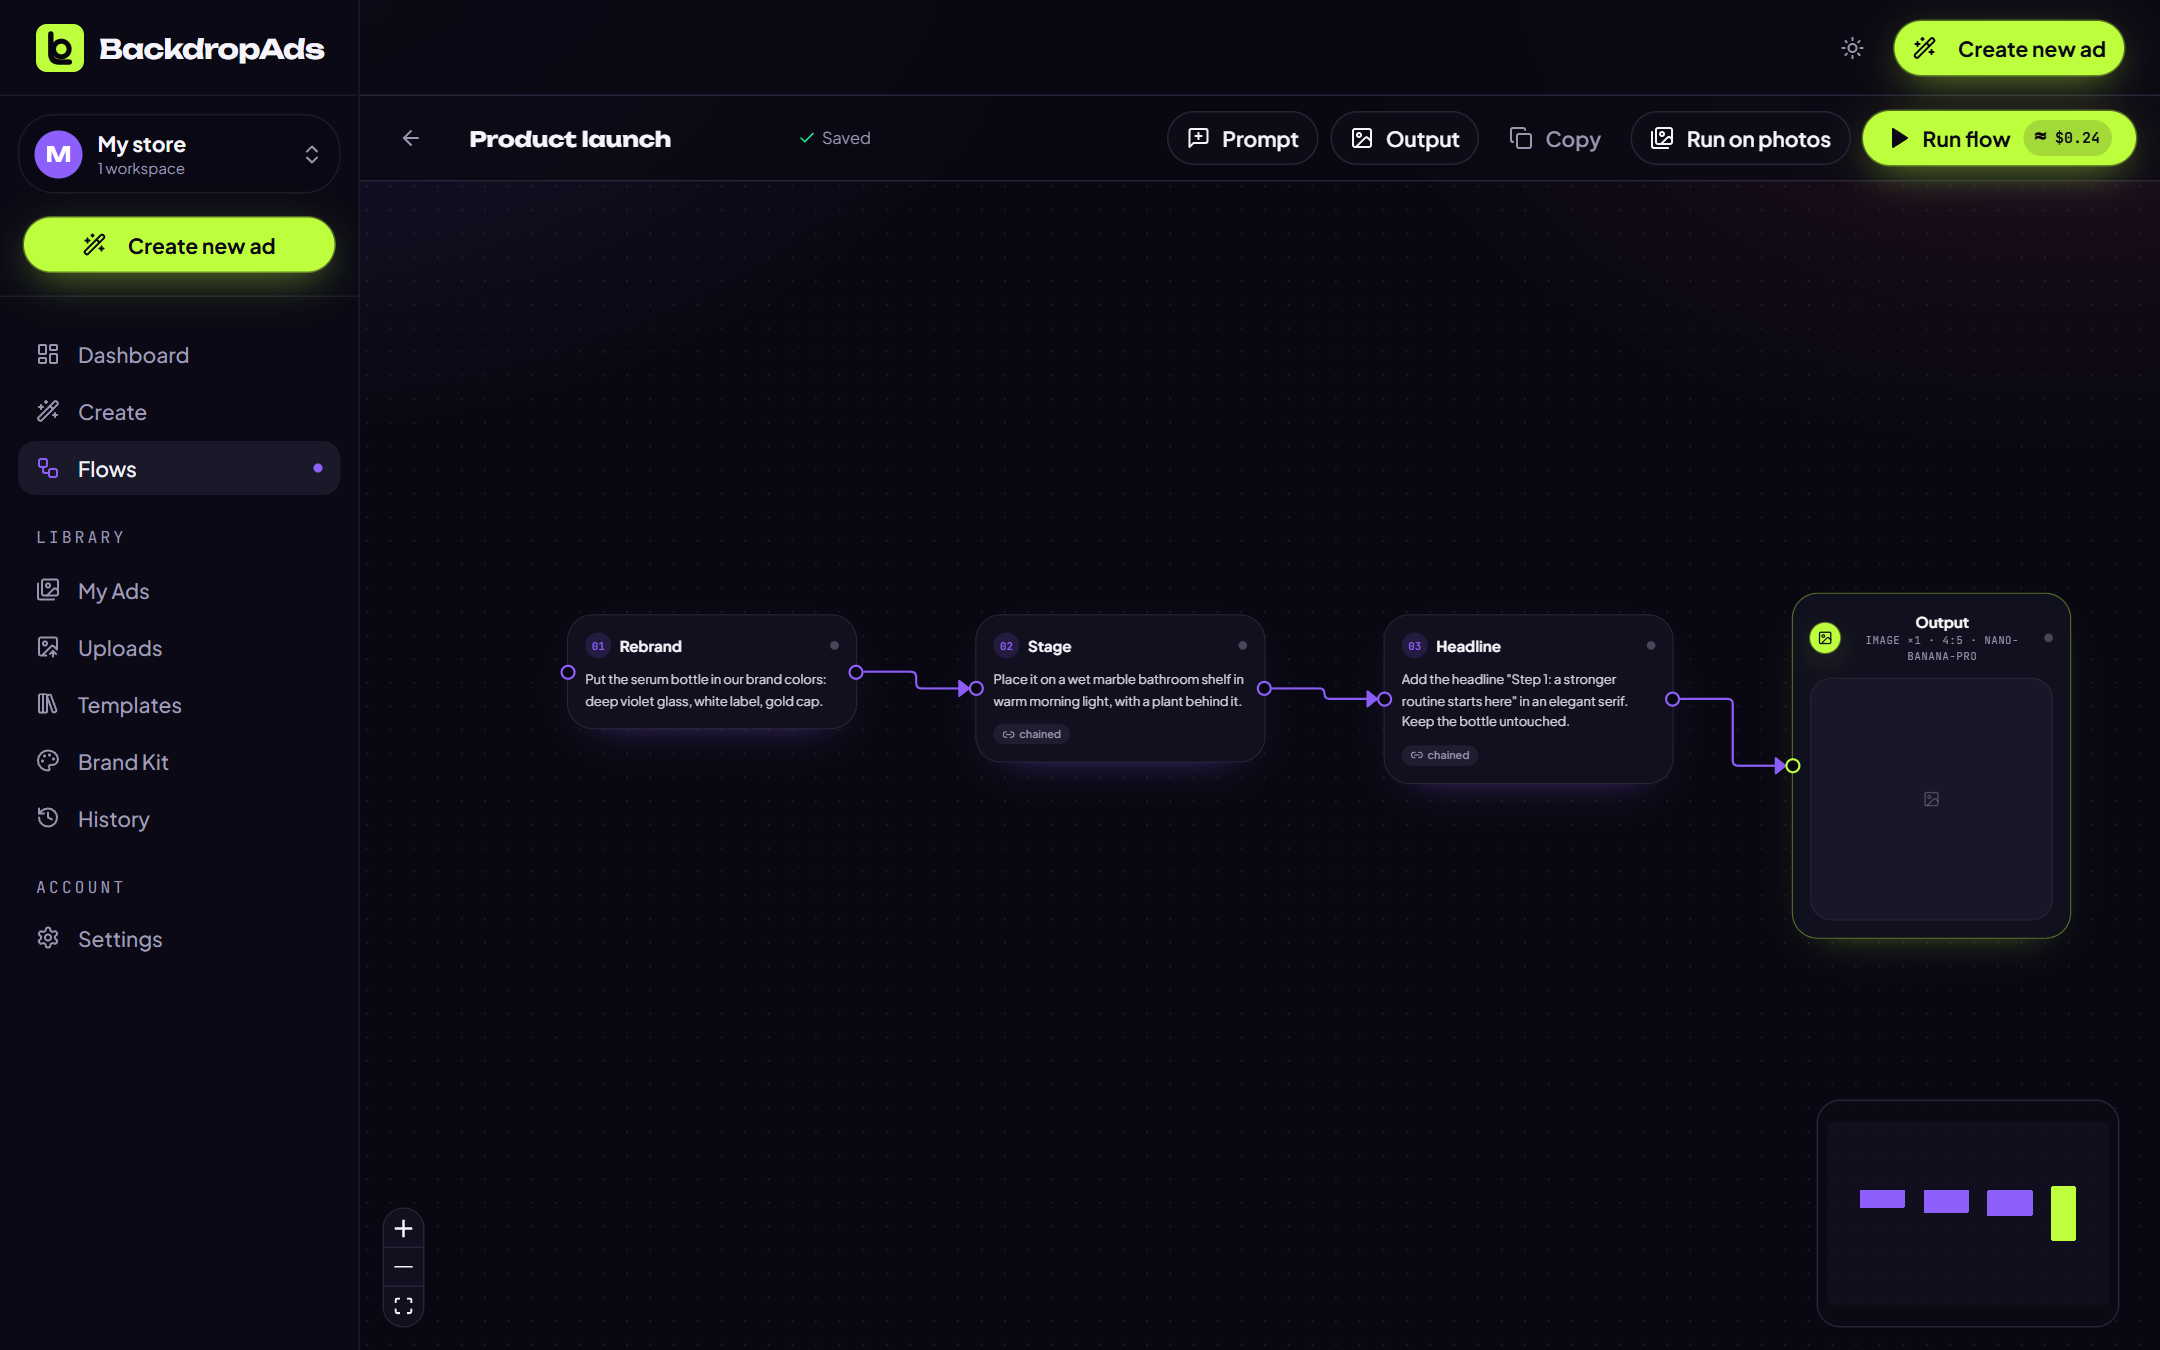 BackdropAds
Create new ad
M
My store
1 workspace
Create new ad
Product launch
Saved
Prompt
Output
Copy
Run on photos
Run flow
≈ $0.24
Dashboard
Create
Flows
LIBRARY
My Ads
Uploads
Templates
Brand Kit
History
ACCOUNT
Settings
01
Rebrand
Put the serum bottle in our brand colors:
deep violet glass, white label, gold cap.
02
Stage
Place it on a wet marble bathroom shelf in
warm morning light, with a plant behind it.
chained
03
Headline
Add the headline "Step 1: a stronger
routine starts here" in an elegant serif.
Keep the bottle untouched.
chained
Output
IMAGE ×1 · 4:5 · NANO-
BANANA-PRO